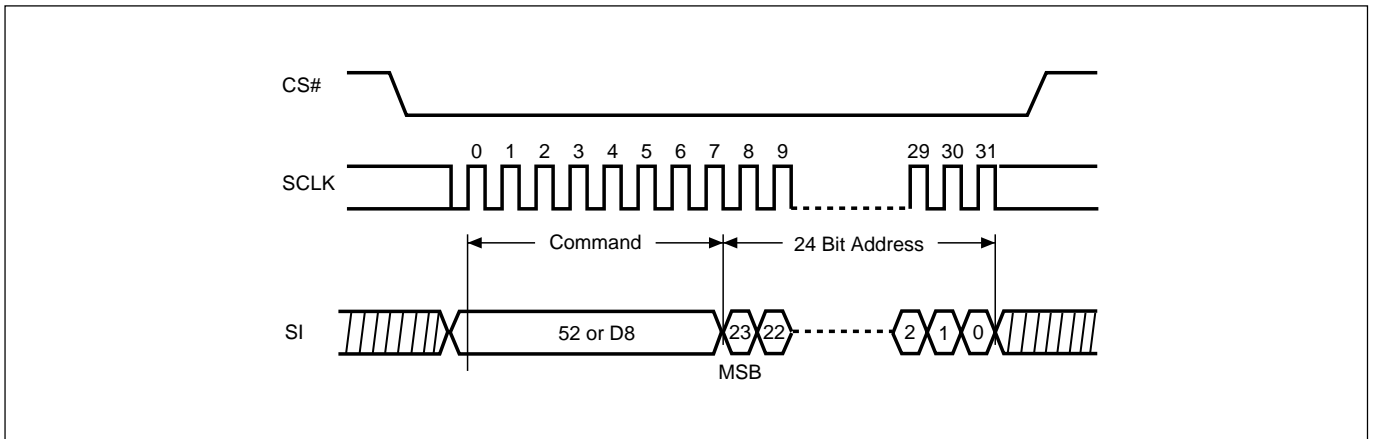 CS#
0 1 2 3 4 5 6 7 8 9 29 30 31
SCLK
Command 24 Bit Address
SI 52 or D8 23 22 2 1 0
MSB